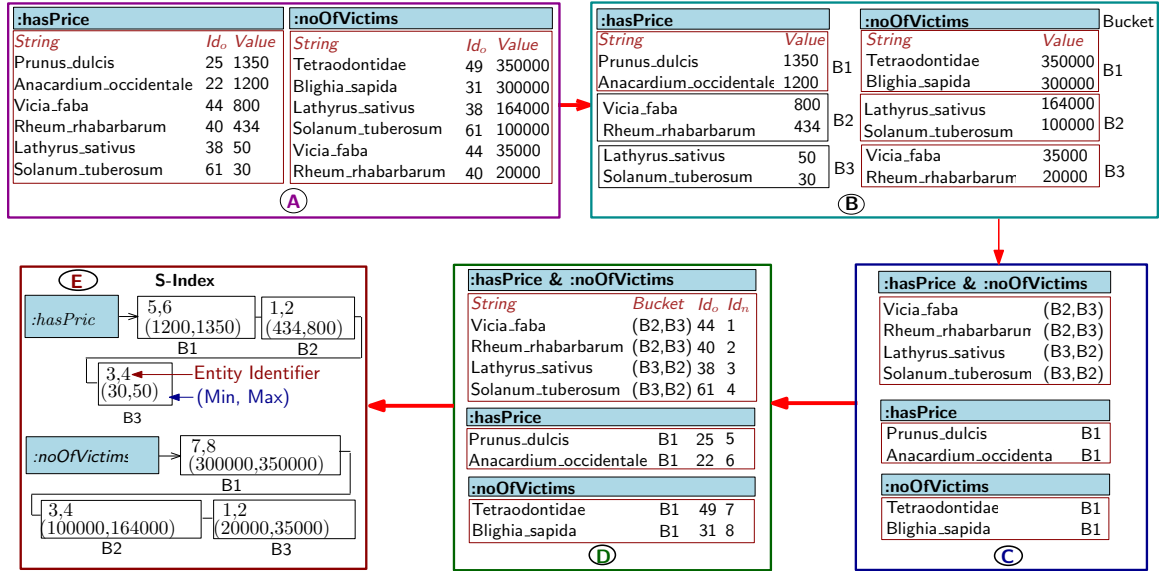 :hasPrice
String Id_o Value
Prunus_dulcis 25 1350
Anacardium_occidentale 22 1200
Vicia_faba 44 800
Rheum_rhabarbarum 40 434
Lathyrus_sativus 38 50
Solanum_tuberosum 61 30
:noOfVictims
String Id_o Value
Tetraodontidae 49 350000
Blighia_sapida 31 300000
Lathyrus_sativus 38 164000
Solanum_tuberosum 61 100000
Vicia_faba 44 35000
Rheum_rhabarbarum 40 20000
A
:hasPrice
String Value
Prunus_dulcis 1350
Anacardium_occidentale 1200
B1
Vicia_faba 800
Rheum_rhabarbarum 434
B2
Lathyrus_sativus 50
Solanum_tuberosum 30
B3
:noOfVictims Bucket
String Value
Tetraodontidae 350000
Blighia_sapida 300000
B1
Lathyrus_sativus 164000
Solanum_tuberosum 100000
B2
Vicia_faba 35000
Rheum_rhabarbarum 20000
B3
B
E S-Index
:hasPric
5,6
(1200,1350)
B1
1,2
(434,800)
B2
3,4 Entity Identifier
(30,50) (Min, Max)
B3
:noOfVictims
7,8
(300000,350000)
B1
3,4
(100000,164000)
B2
1,2
(20000,35000)
B3
:hasPrice & :noOfVictims
String Bucket Id_o Id_n
Vicia_faba (B2,B3) 44 1
Rheum_rhabarbarum (B2,B3) 40 2
Lathyrus_sativus (B3,B2) 38 3
Solanum_tuberosum (B3,B2) 61 4
:hasPrice
Prunus_dulcis B1 25 5
Anacardium_occidentale B1 22 6
:noOfVictims
Tetraodontidae B1 49 7
Blighia_sapida B1 31 8
D
:hasPrice & :noOfVictims
Vicia_faba (B2,B3)
Rheum_rhabarbarum (B2,B3)
Lathyrus_sativus (B3,B2)
Solanum_tuberosum (B3,B2)
:hasPrice
Prunus_dulcis B1
Anacardium_occidenta B1
:noOfVictims
Tetraodontidae B1
Blighia_sapida B1
C